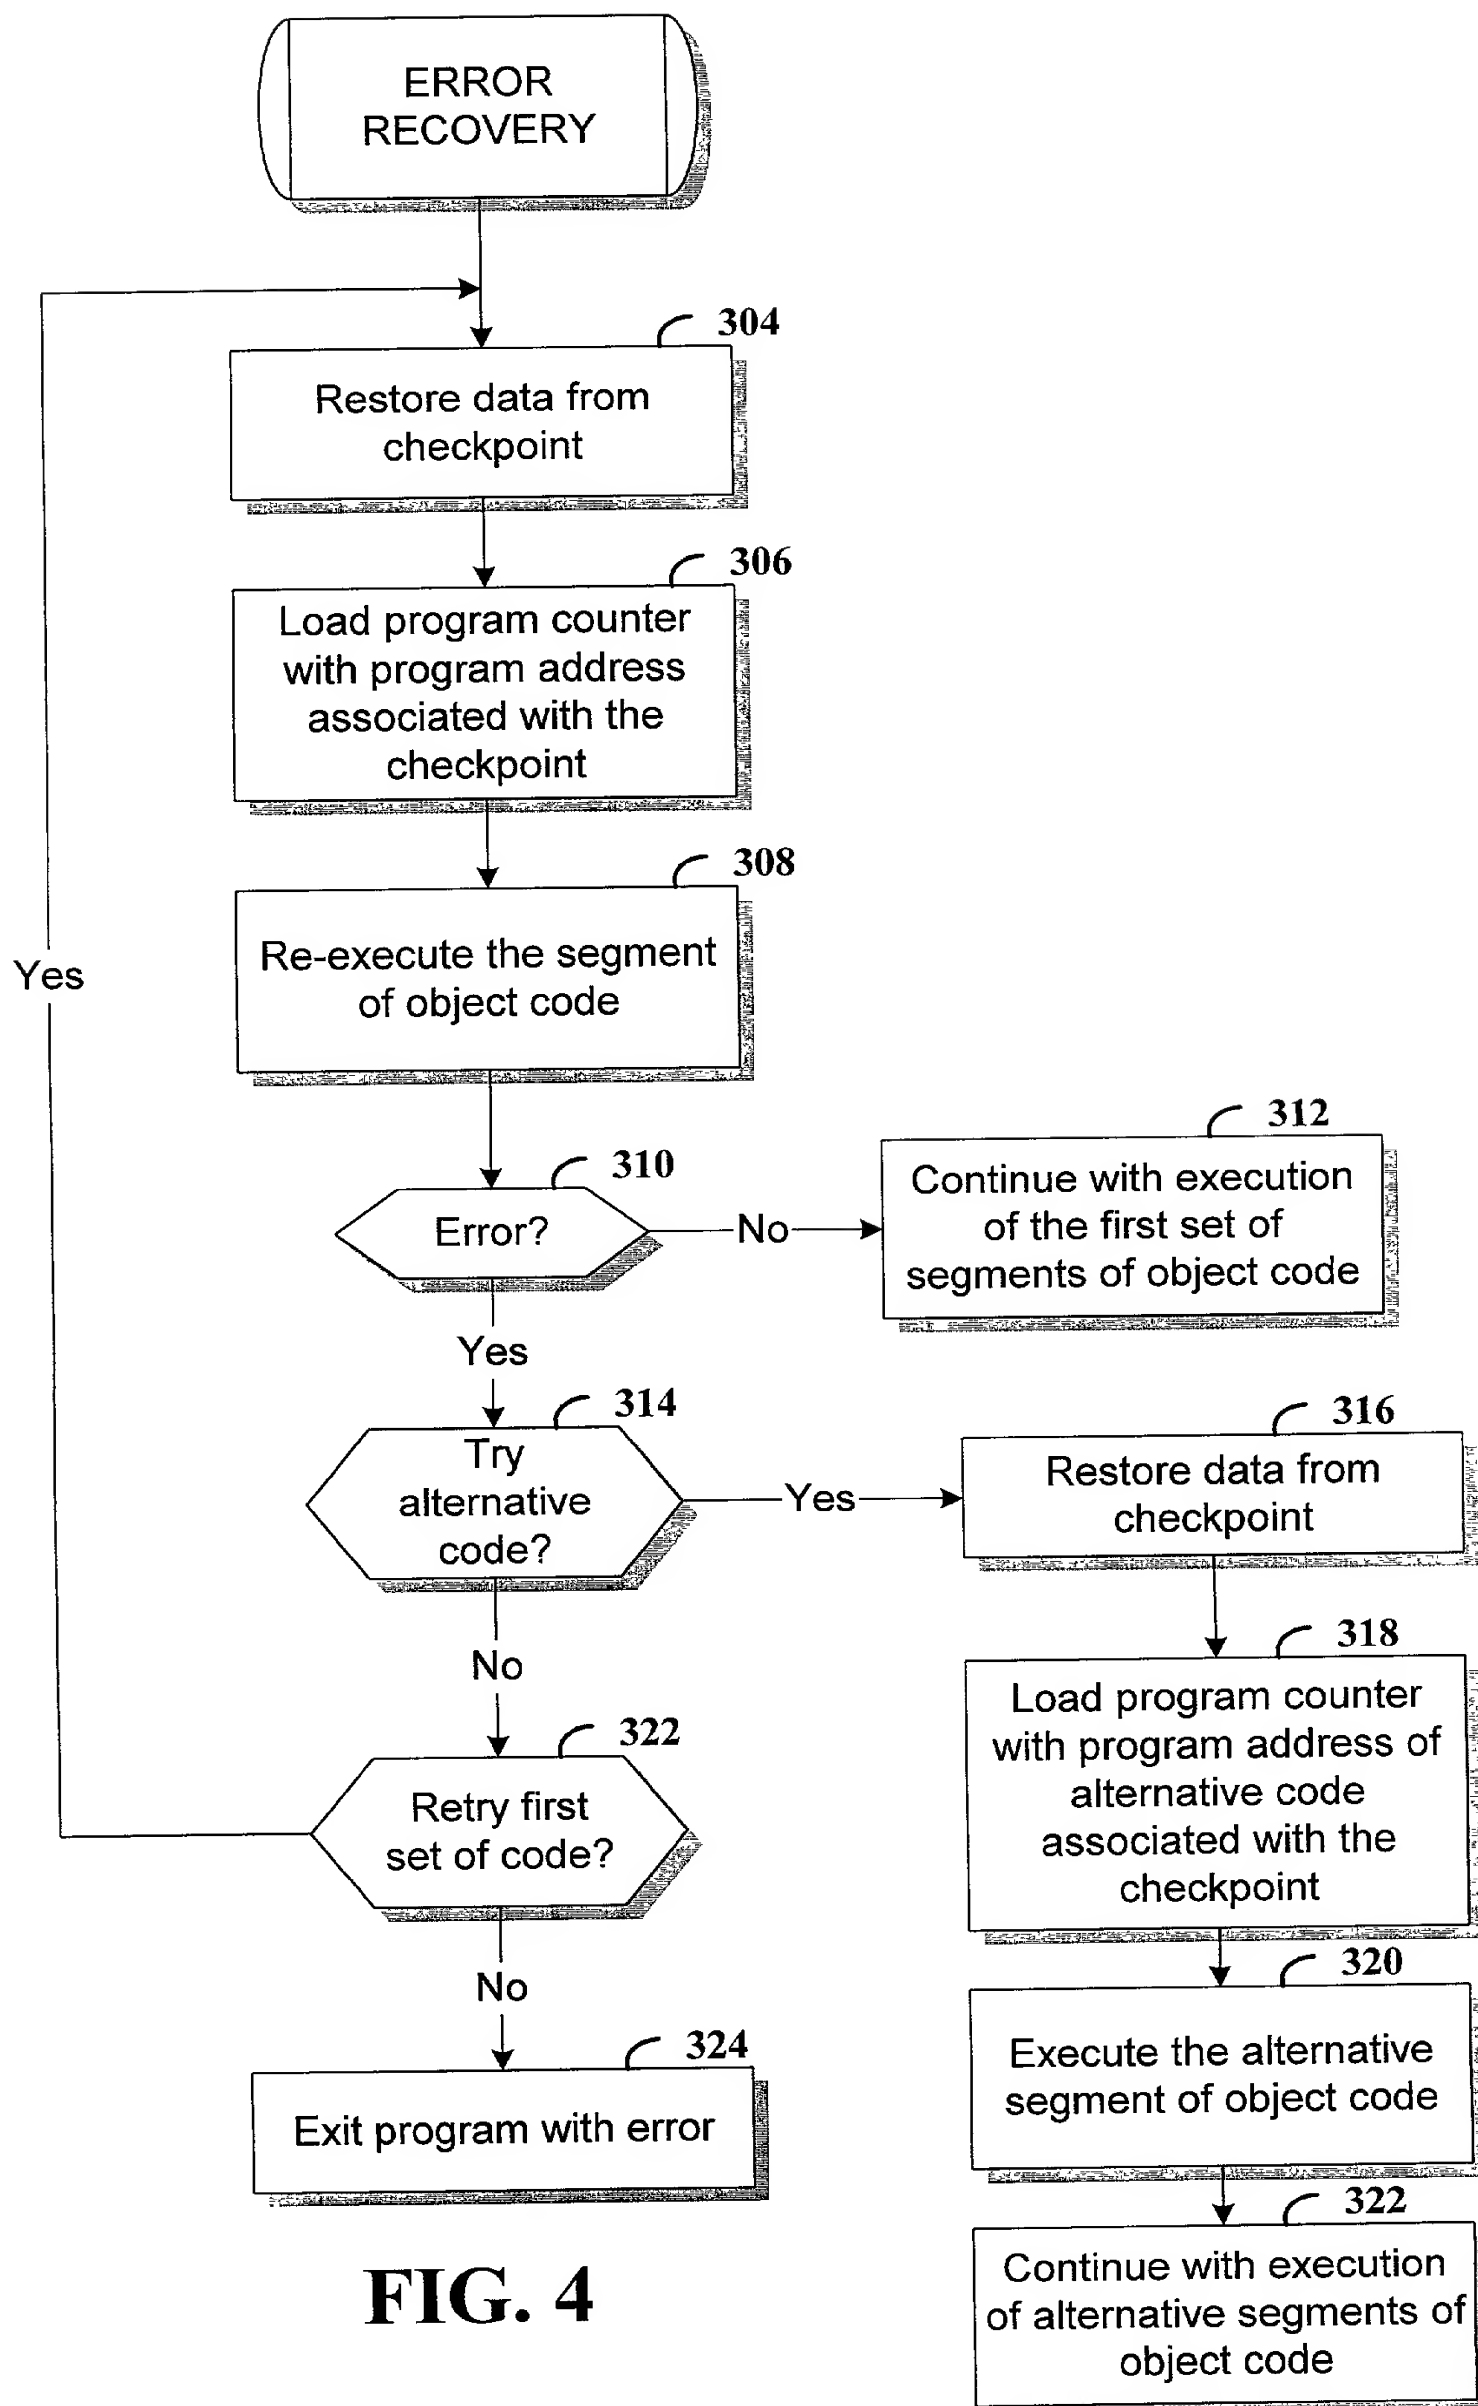 ERROR
RECOVERY
304
Restore data from
checkpoint
306
Load program counter
with program address
associated with the
checkpoint
308
Re-execute the segment
of object code
Yes
310
Error?
No
312
Continue with execution
of the first set of
segments of object code
Yes
314
Try
alternative
code?
Yes
316
Restore data from
checkpoint
318
Load program counter
with program address of
alternative code
associated with the
checkpoint
320
Execute the alternative
segment of object code
322
Continue with execution
of alternative segments of
object code
No
322
Retry first
set of code?
No
324
Exit program with error
FIG. 4